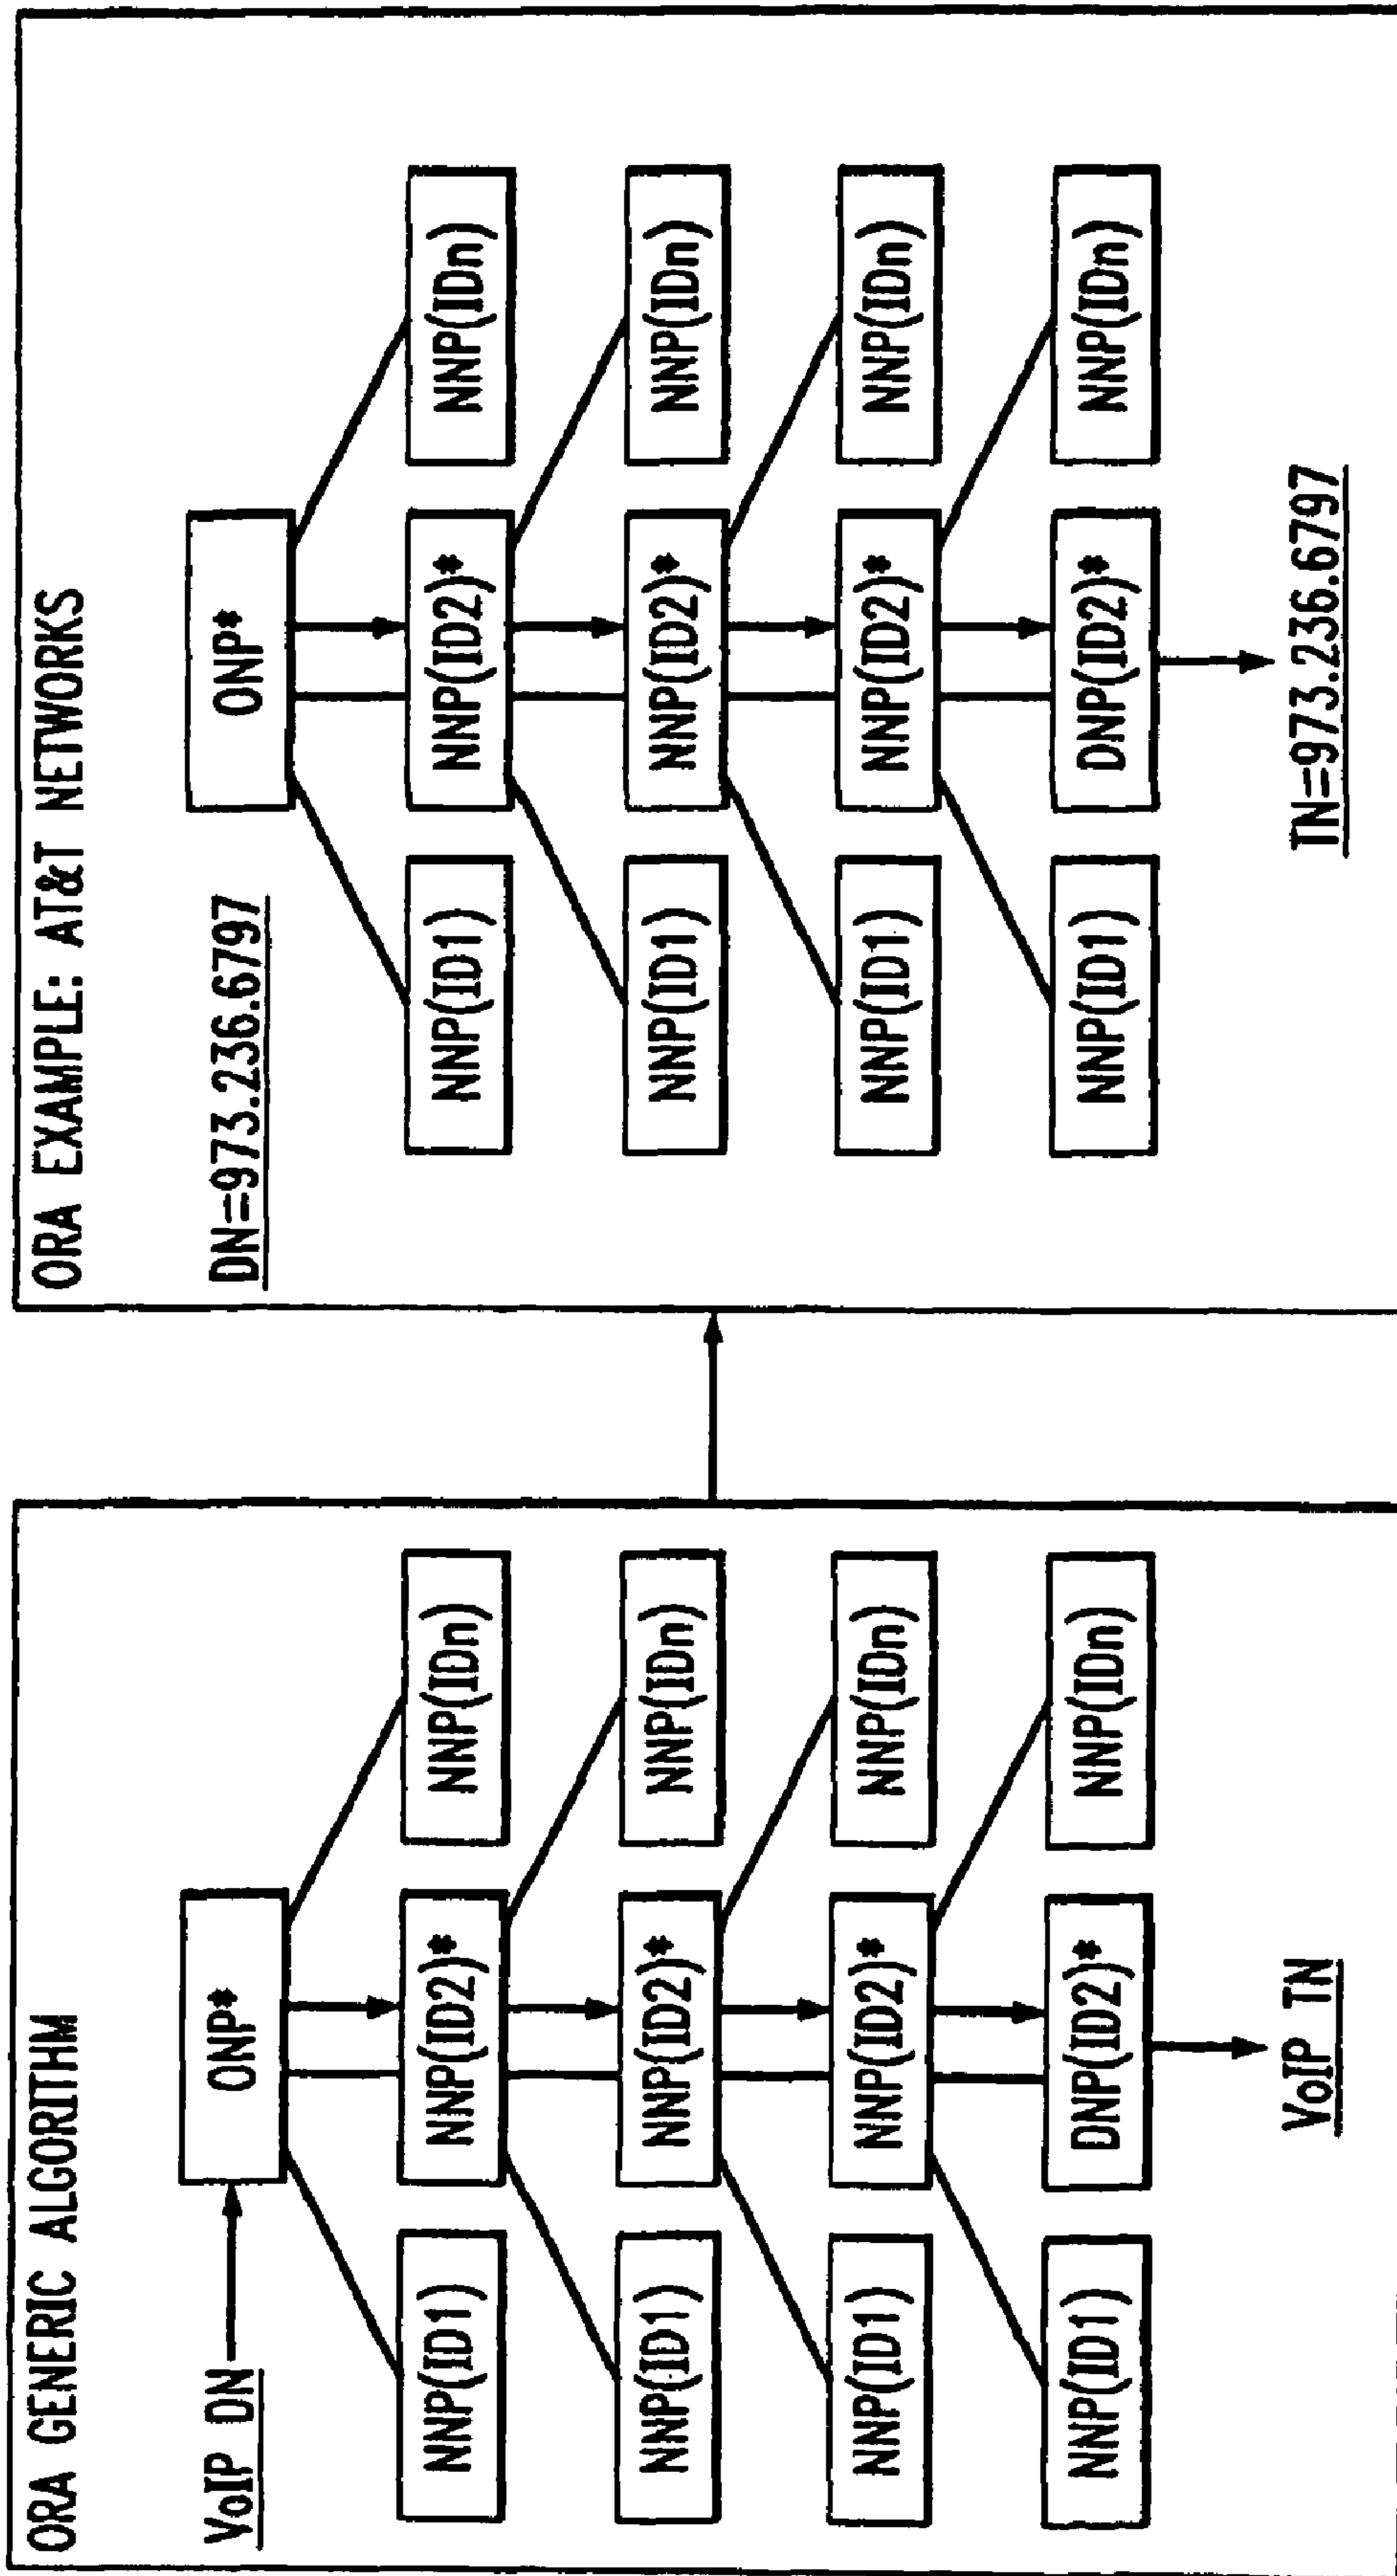 ORA GENERIC ALGORITHM
VoIP DN
ONP*
NNP(ID1)
NNP(ID2)*
NNP(IDn)
NNP(ID1)
NNP(ID2)*
NNP(IDn)
NNP(ID1)
NNP(ID2)*
NNP(IDn)
NNP(ID1)
DNP(ID2)*
NNP(IDn)
VoIP TN
ORA EXAMPLE: AT&T NETWORKS
DN=973.236.6797
ONP*
NNP(ID1)
NNP(ID2)*
NNP(IDn)
NNP(ID1)
NNP(ID2)*
NNP(IDn)
NNP(ID1)
NNP(ID2)*
NNP(IDn)
NNP(ID1)
DNP(ID2)*
NNP(IDn)
TN=973.236.6797